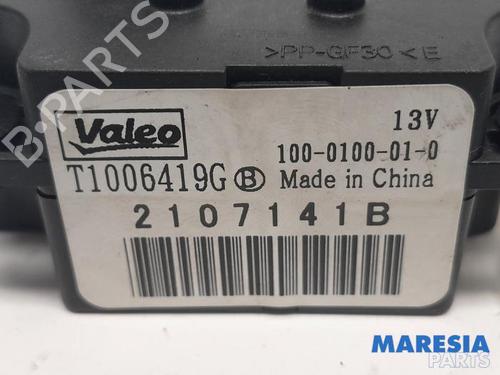 >PP-GF30<E
Valeo
13V
100-0100-01-0
T1006419G B Made in China
2107141B
B-PARTS
MARESIA
PARTS